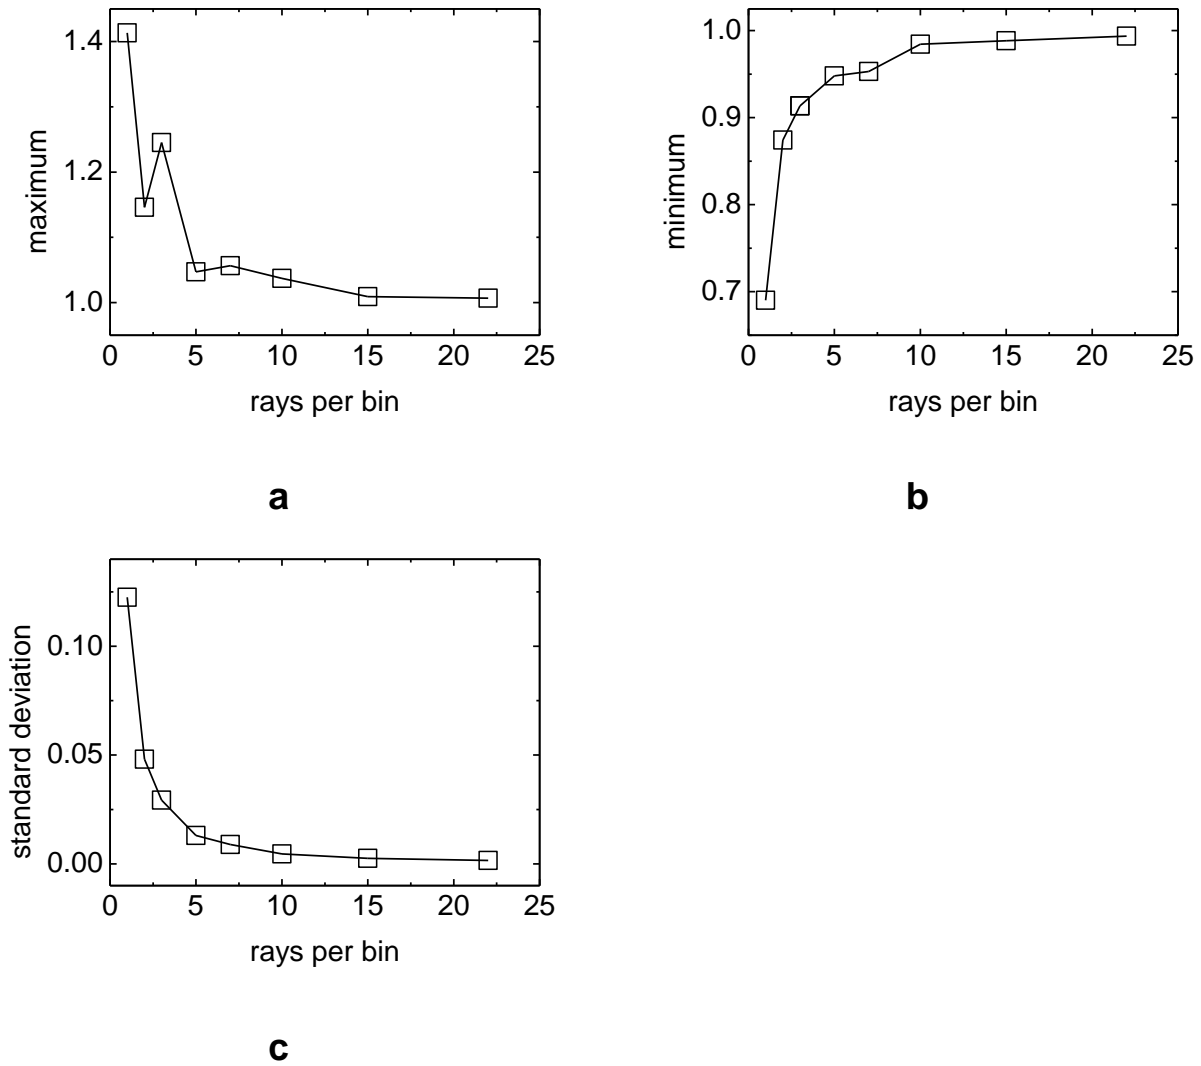 1.4
1.2
1.0
maximum
0 5 10 15 20 25
rays per bin
a
1.0
0.9
0.8
0.7
minimum
0 5 10 15 20 25
rays per bin
b
0.10
0.05
0.00
standard deviation
0 5 10 15 20 25
rays per bin
c